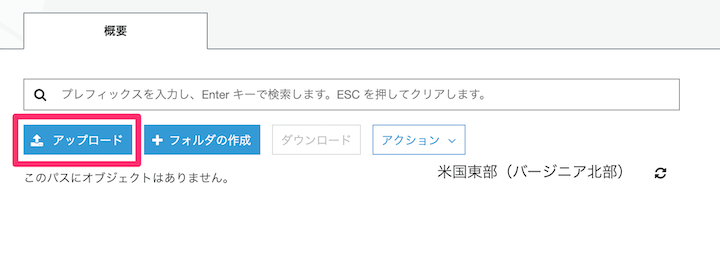 概要
プレフィックスを入力し、Enter キーで検索します。ESC を押してクリアします。
アップロード
フォルダの作成
ダウンロード
アクション
米国東部（バージニア北部）
このパスにオブジェクトはありません。